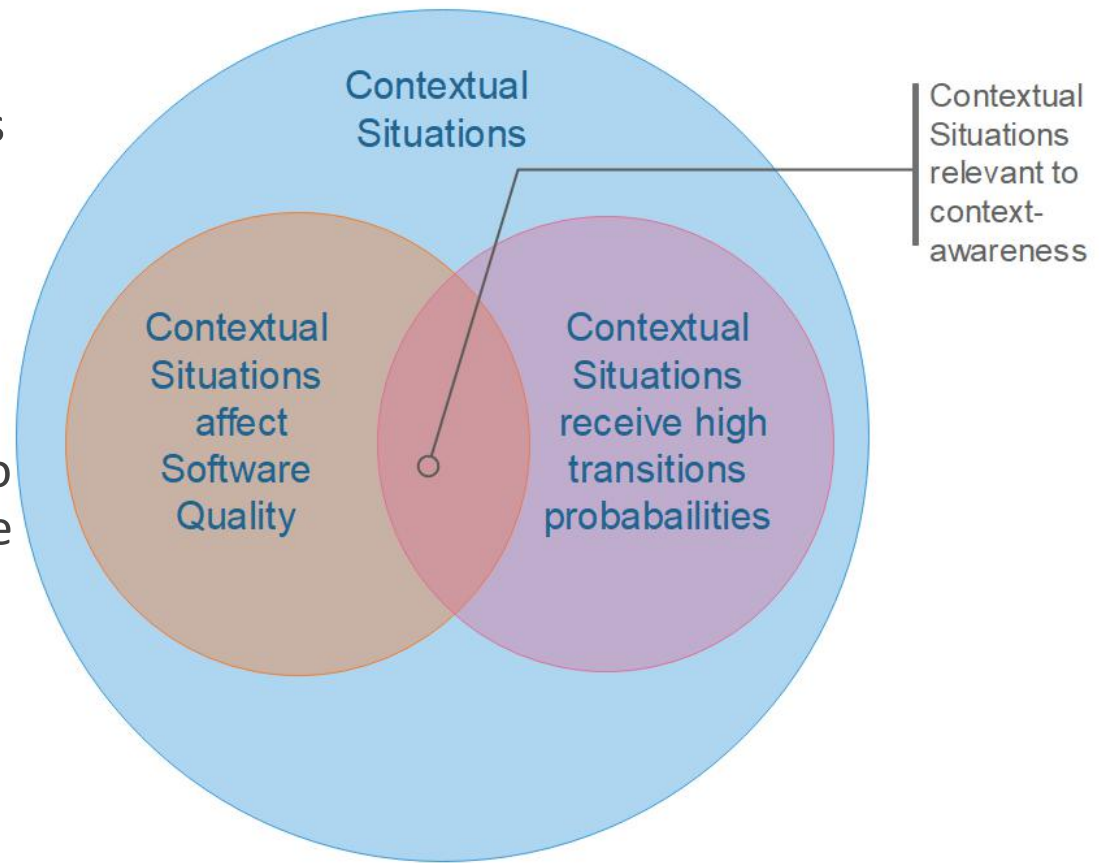 Contextual
Situations
Contextual
Situations
relevant to
context-
awareness
Contextual
Situations
affect
Software
Quality
Contextual
Situations
receive high
transitions
probabailities